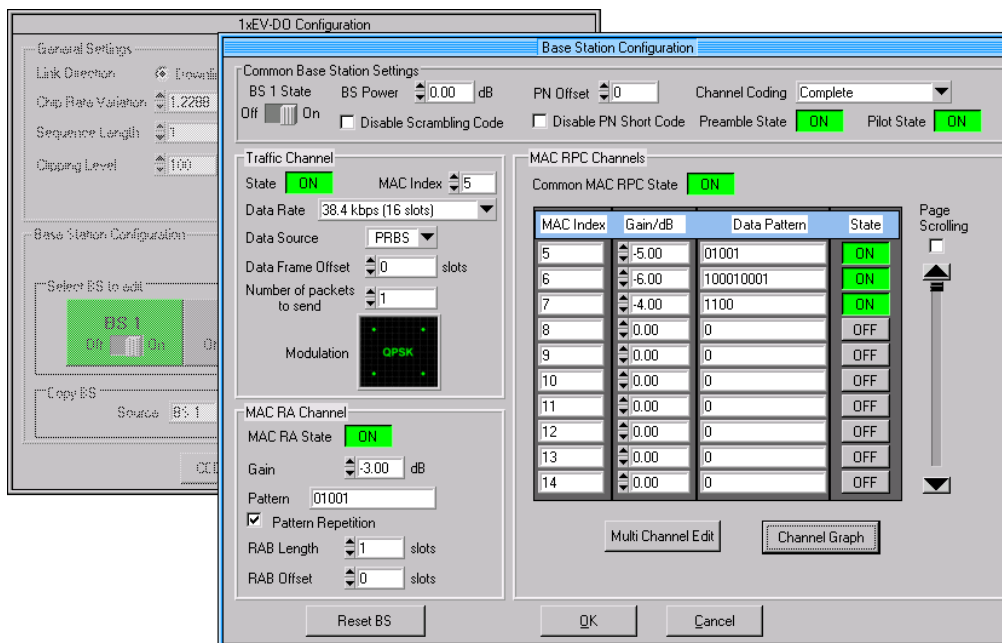 1xEV-DO Configuration
General Settings
Link Direction
Chip Rate Variation 1.2288
Sequence Length 1
Clipping Level 100
Base Station Configuration
Select BS to edit
BS 1
Off On
Copy BS
Source BS 1
Base Station Configuration
Common Base Station Settings
BS 1 State BS Power 0.00 dB PN Offset 0 Channel Coding Complete
Off On Disable Scrambling Code Disable PN Short Code Preamble State ON Pilot State ON
Traffic Channel
State ON MAC Index 5
Data Rate 38.4 kbps (16 slots)
Data Source PRBS
Data Frame Offset 0 slots
Number of packets
to send 1
Modulation QPSK
MAC RA Channel
MAC RA State ON
Gain -3.00 dB
Pattern 01001
Pattern Repetition
RAB Length 1 slots
RAB Offset 0 slots
MAC RPC Channels
Common MAC RPC State ON
MAC Index Gain/dB Data Pattern State
5 -5.00 01001 ON
6 -6.00 100010001 ON
7 -4.00 1100 ON
8 0.00 0 OFF
9 0.00 0 OFF
10 0.00 0 OFF
11 0.00 0 OFF
12 0.00 0 OFF
13 0.00 0 OFF
14 0.00 0 OFF
Page
Scrolling
Multi Channel Edit Channel Graph
Reset BS OK Cancel